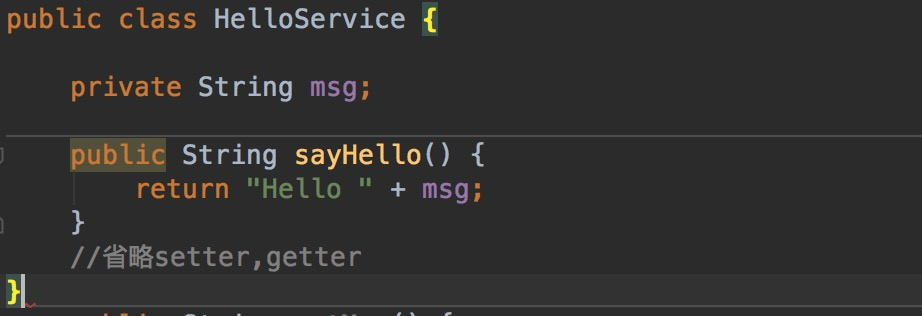 public class HelloService {
private String msg;
public String sayHello() {
return "Hello " + msg;
}
//省略setter,getter
}